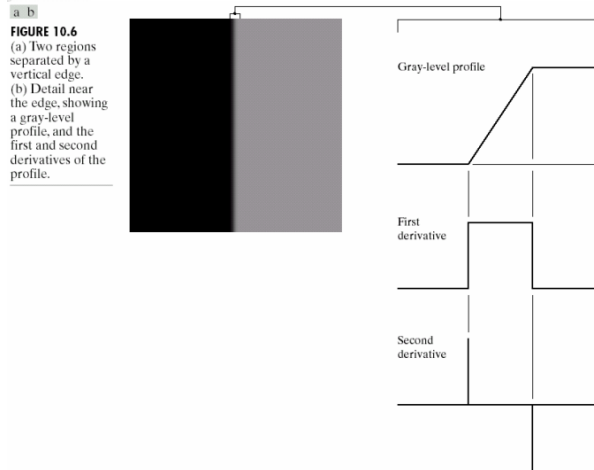 a b
FIGURE 10.6
(a) Two regions
separated by a
vertical edge.
(b) Detail near
the edge, showing
a gray-level
profile, and the
first and second
derivatives of the
profile.
Gray-level profile
First
derivative
Second
derivative